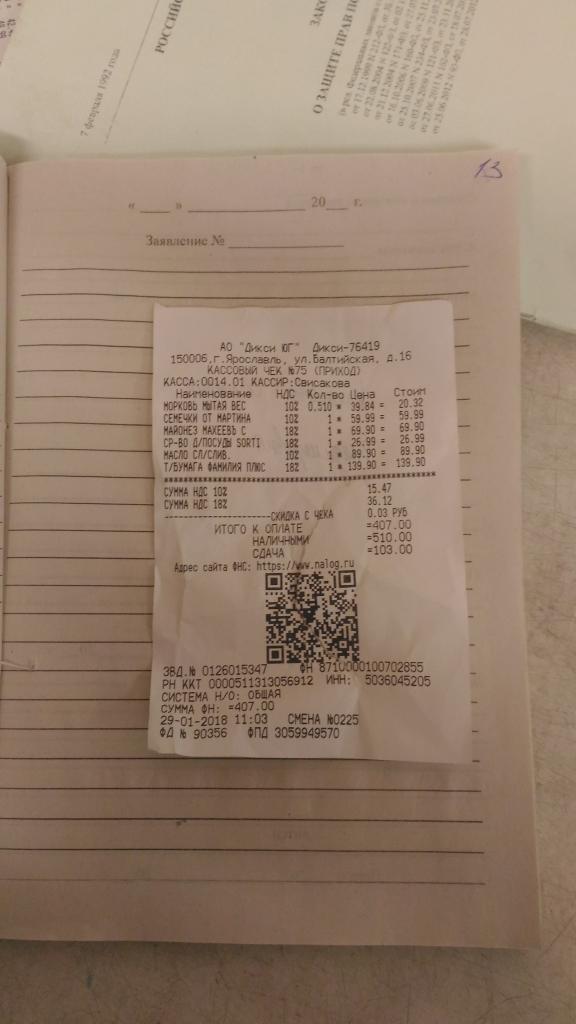 7 февраля 1992 года
О ЗАЩИТЕ ПРАВ
13
« ___ » ______________ 20___ г.
Заявление № ______________
АО "Дикси ЮГ" Дикси-76419
150006,г.Ярославль, ул.Балтийская, д.16
КАССОВЫЙ ЧЕК №75 (ПРИХОД)
КАССА:0014.01 КАССИР:Свисакова
Наименование НДС Кол-во Цена Стоим
МОРКОВЬ МЫТАЯ ВЕС 10% 0.510 * 39.84 = 20.32
СЕМЕЧКИ ОТ МАРТИНА 10% 1 * 59.99 = 59.99
МАЙОНЕЗ МАХЕЕВЪ С 18% 1 * 69.90 = 69.90
СР-ВО Д/ПОСУДЫ SORTI 18% 1 * 26.99 = 26.99
МАСЛО СЛ/СЛИВ. 10% 1 * 89.90 = 89.90
Т/БУМАГА ФАМИЛИЯ ПЛЮС 18% 1 * 139.90 = 139.90
СУММА НДС 10% 15.47
СУММА НДС 18% 36.12
СКИДКА С ЧЕКА 0.03 РУБ
ИТОГО К ОПЛАТЕ =407.00
НАЛИЧНЫМИ =510.00
СДАЧА =103.00
Адрес сайта ФНС: https://www.nalog.ru
ЗВД.№ 0126015347 ФН 8710000100702855
РН ККТ 0000511313056912 ИНН: 5036045205
СИСТЕМА Н/О: ОБЩАЯ
СУММА ФН: =407.00
29-01-2018 11:03 СМЕНА №0225
ФД № 90356 ФПД 3059949570